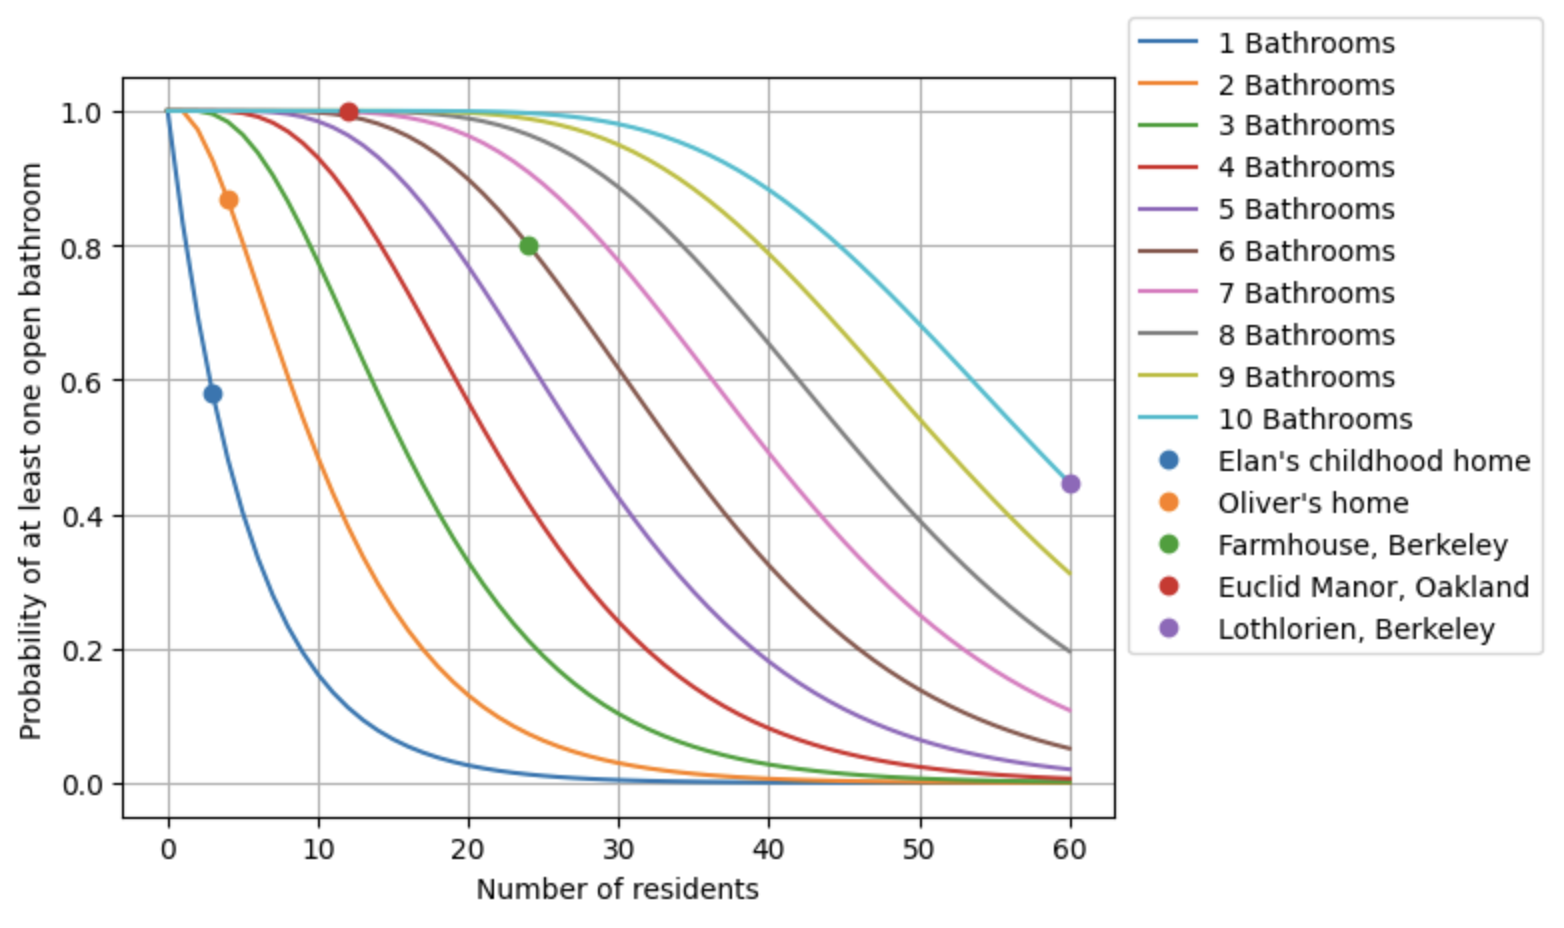 Probability of at least one open bathroom
1.0
0.8
0.6
0.4
0.2
0.0
0 10 20 30 40 50 60
Number of residents
1 Bathrooms
2 Bathrooms
3 Bathrooms
4 Bathrooms
5 Bathrooms
6 Bathrooms
7 Bathrooms
8 Bathrooms
9 Bathrooms
10 Bathrooms
Elan's childhood home
Oliver's home
Farmhouse, Berkeley
Euclid Manor, Oakland
Lothlorien, Berkeley